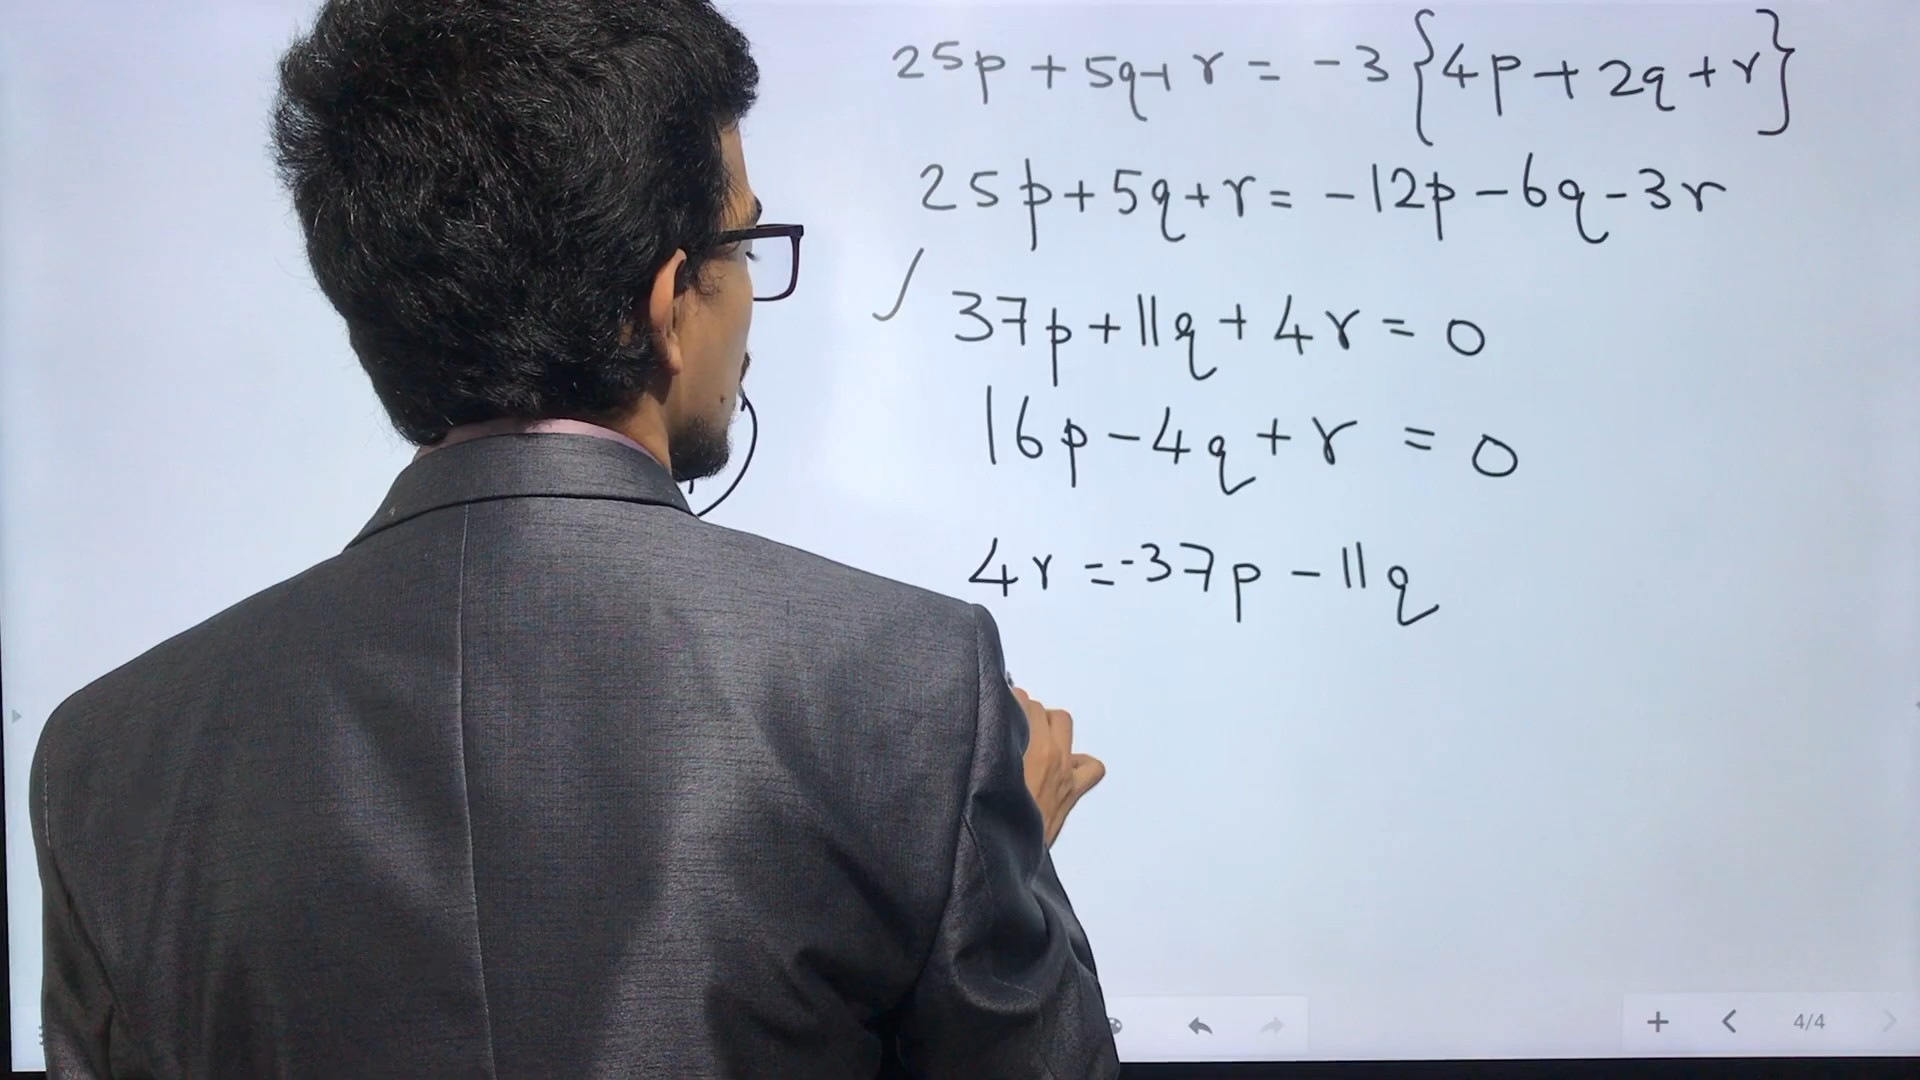 25p + 5q + r = -3 {4p + 2q + r}
25p + 5q + r = -12p - 6q - 3r
37p + 11q + 4r = 0
16p - 4q + r = 0
4r = -37p - 11q
4/4